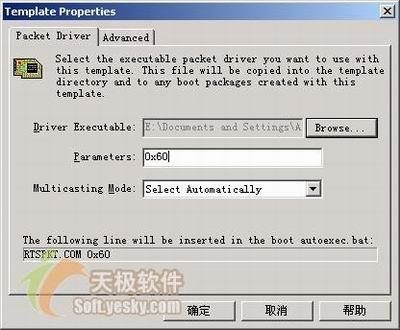 Template Properties
Packet Driver
Advanced
Select the executable packet driver you want to use with
this template. This file will be copied into the template
directory and to any boot packages created with this
template.
Driver Executable:
E:\Documents and Settings\A
Browse...
Parameters:
0x60
Multicasting Mode:
Select Automatically
The following line will be inserted in the boot autoexec.bat:
RTSPKT.COM 0x60
天极软件
Soft.yesky.com
确定
取消
帮助